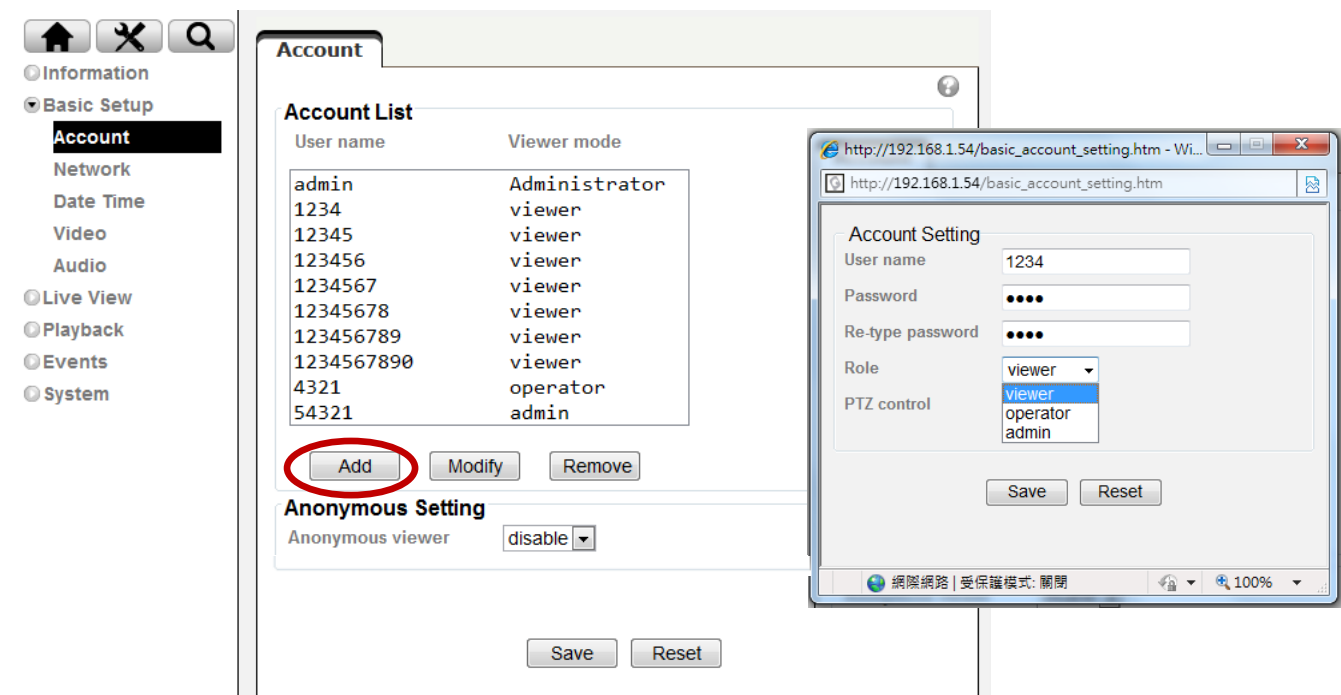 Information
Basic Setup
Account
Network
Date Time
Video
Audio
Live View
Playback
Events
System
Account
?
Account List
User name Viewer mode
admin Administrator
1234 viewer
12345 viewer
123456 viewer
1234567 viewer
12345678 viewer
123456789 viewer
1234567890 viewer
4321 operator
54321 admin
Add Modify Remove
Anonymous Setting
Anonymous viewer disable
Save Reset
http://192.168.1.54/basic_account_setting.htm - Wi...
http://192.168.1.54/basic_account_setting.htm
Account Setting
User name 1234
Password ••••
Re-type password ••••
Role viewer
viewer
PTZ control operator
admin
Save Reset
網際網路 | 受保護模式: 關閉 100%